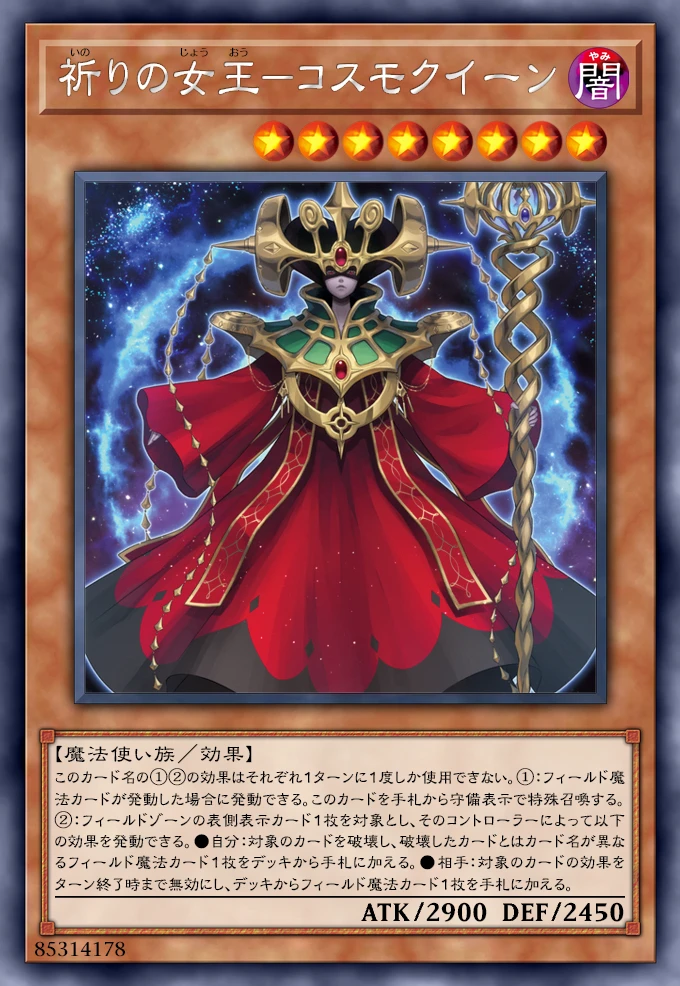 いの じょう おう
祈りの女王－コスモクイーン
やみ
闇
【魔法使い族／効果】
このカード名の①②の効果はそれぞれ1ターンに1度しか使用できない。①：フィールド魔
法カードが発動した場合に発動できる。このカードを手札から守備表示で特殊召喚する。
②：フィールドゾーンの表側表示カード1枚を対象とし、そのコントローラーによって以下
の効果を発動できる。●自分：対象のカードを破壊し、破壊したカードとはカード名が異な
るフィールド魔法カード1枚をデッキから手札に加える。●相手：対象のカードの効果を
ターン終了時まで無効にし、デッキからフィールド魔法カード1枚を手札に加える。
ATK/2900 DEF/2450
85314178